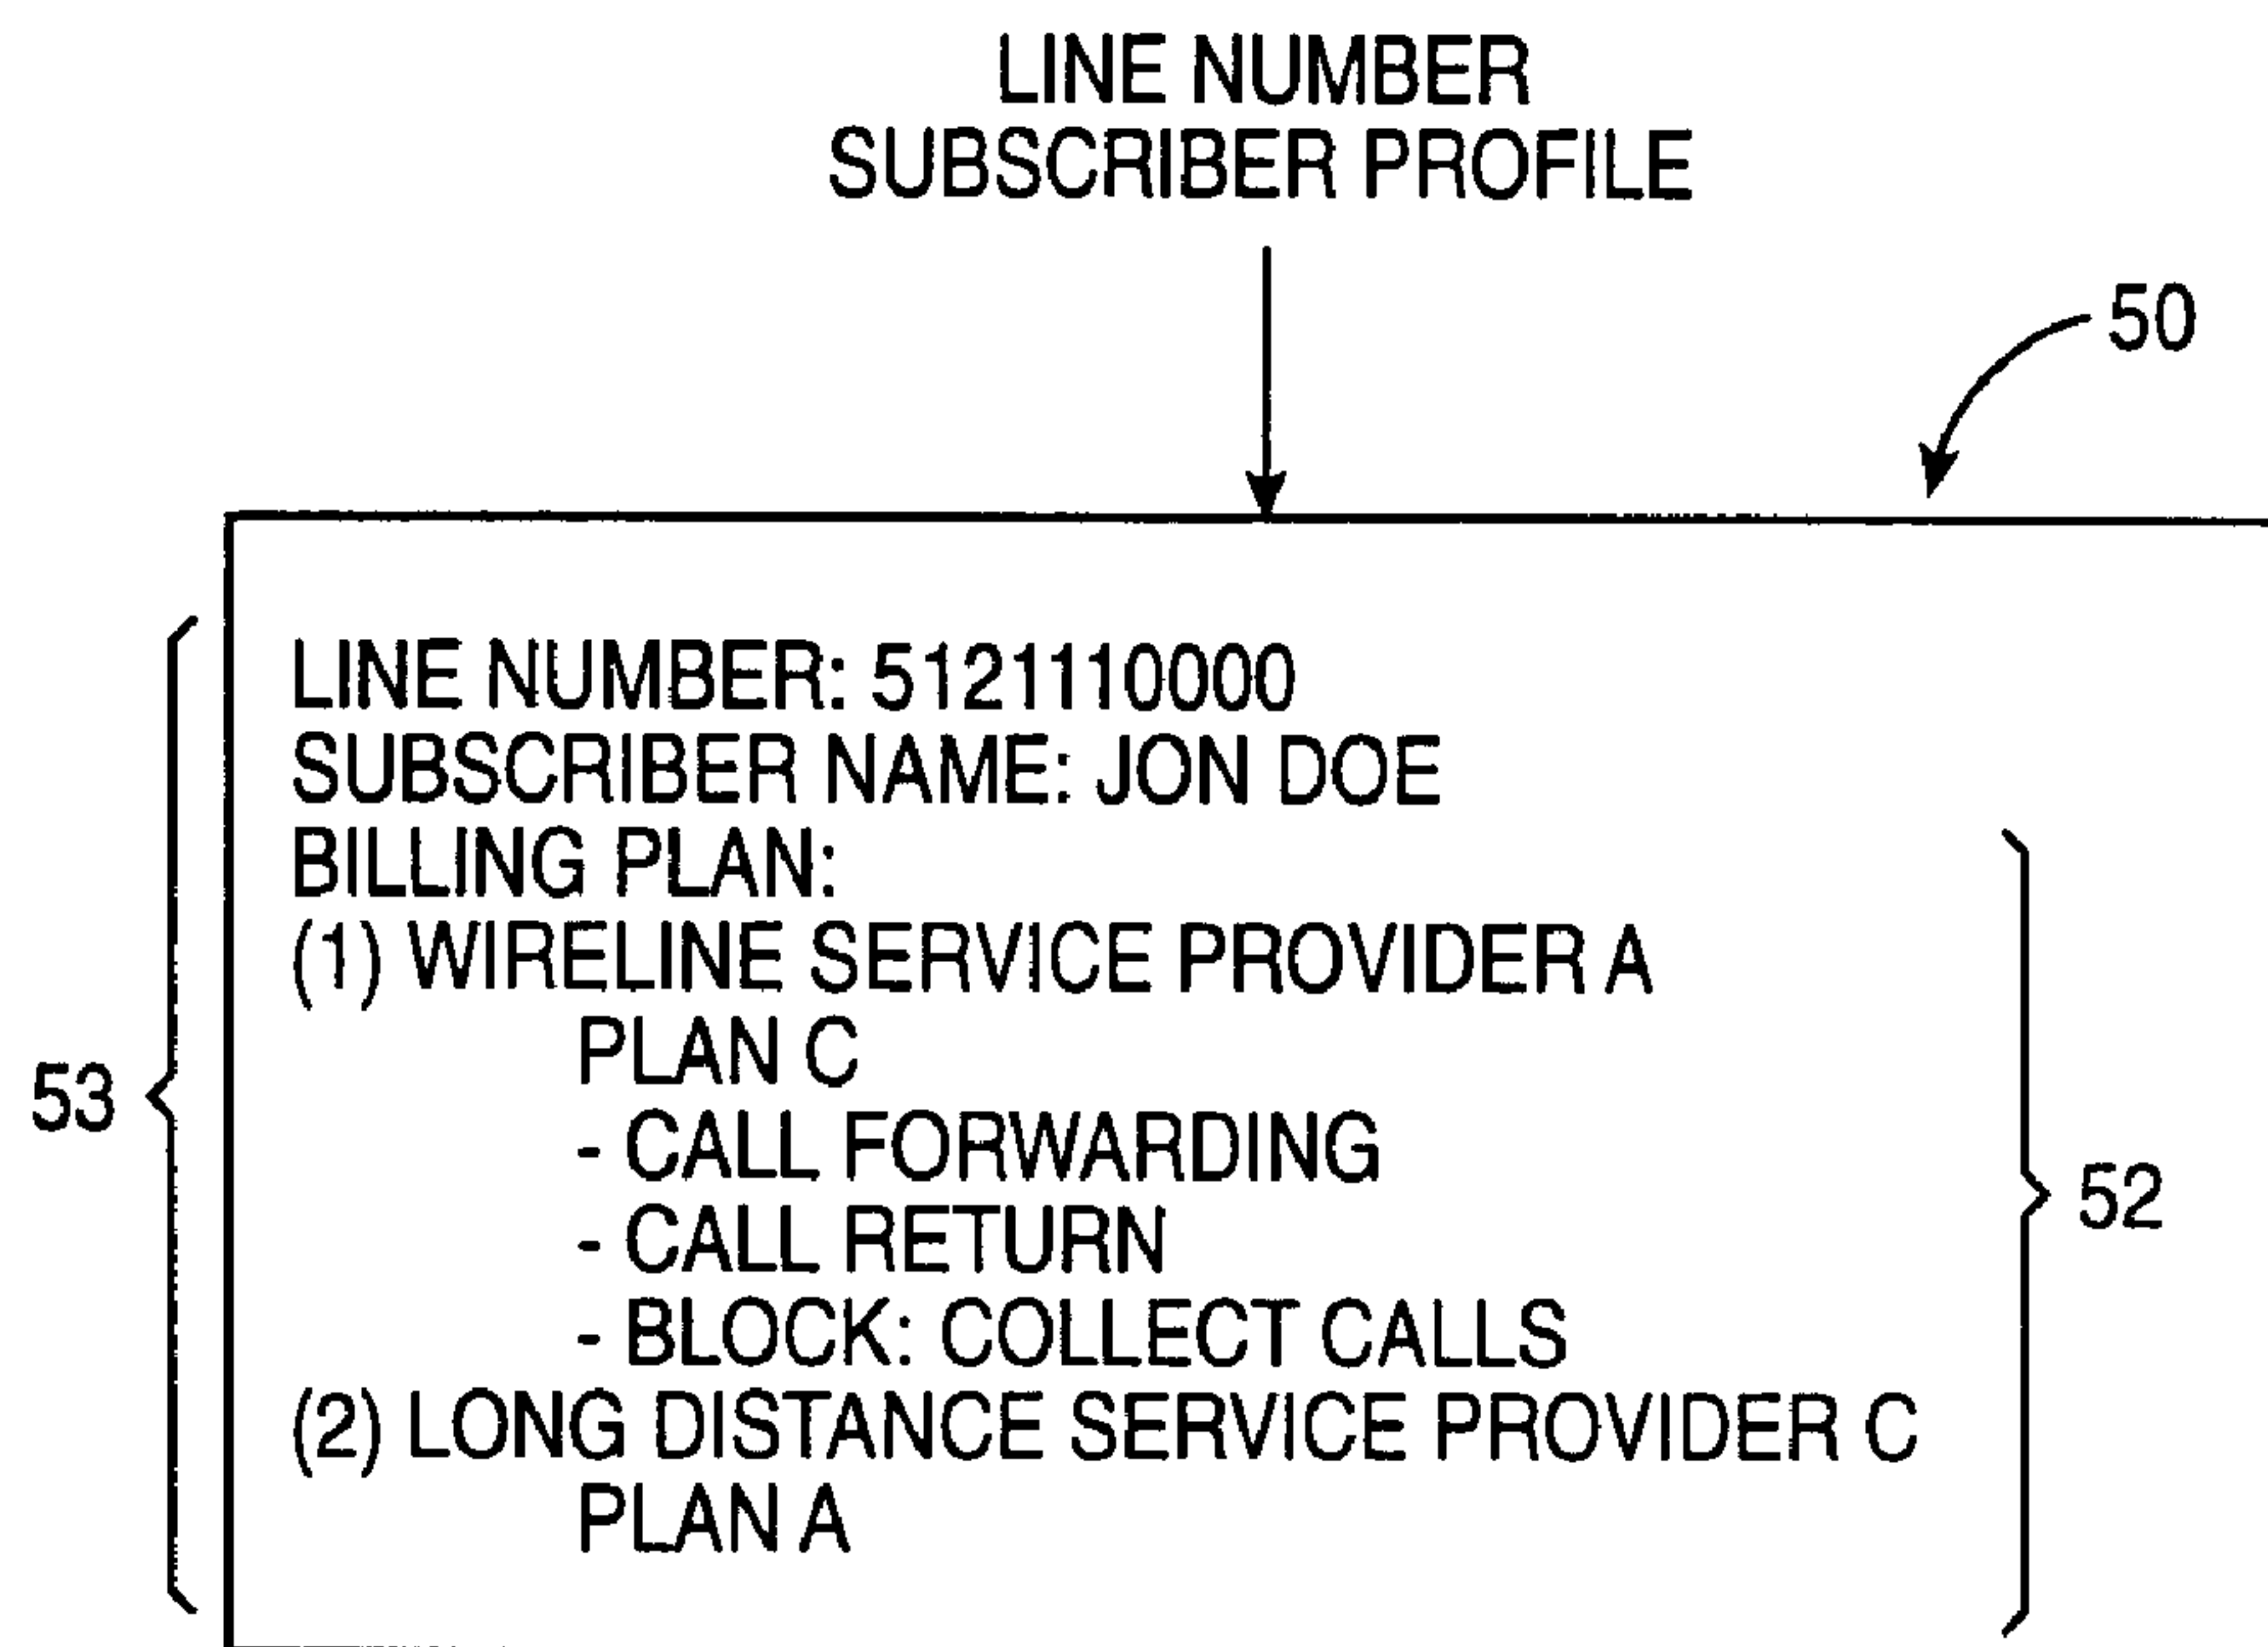 LINE NUMBER
SUBSCRIBER PROFILE
50
LINE NUMBER: 5121110000
SUBSCRIBER NAME: JON DOE
BILLING PLAN:
(1) WIRELINE SERVICE PROVIDER A
PLAN C
- CALL FORWARDING
- CALL RETURN
- BLOCK: COLLECT CALLS
(2) LONG DISTANCE SERVICE PROVIDER C
PLAN A
53
52